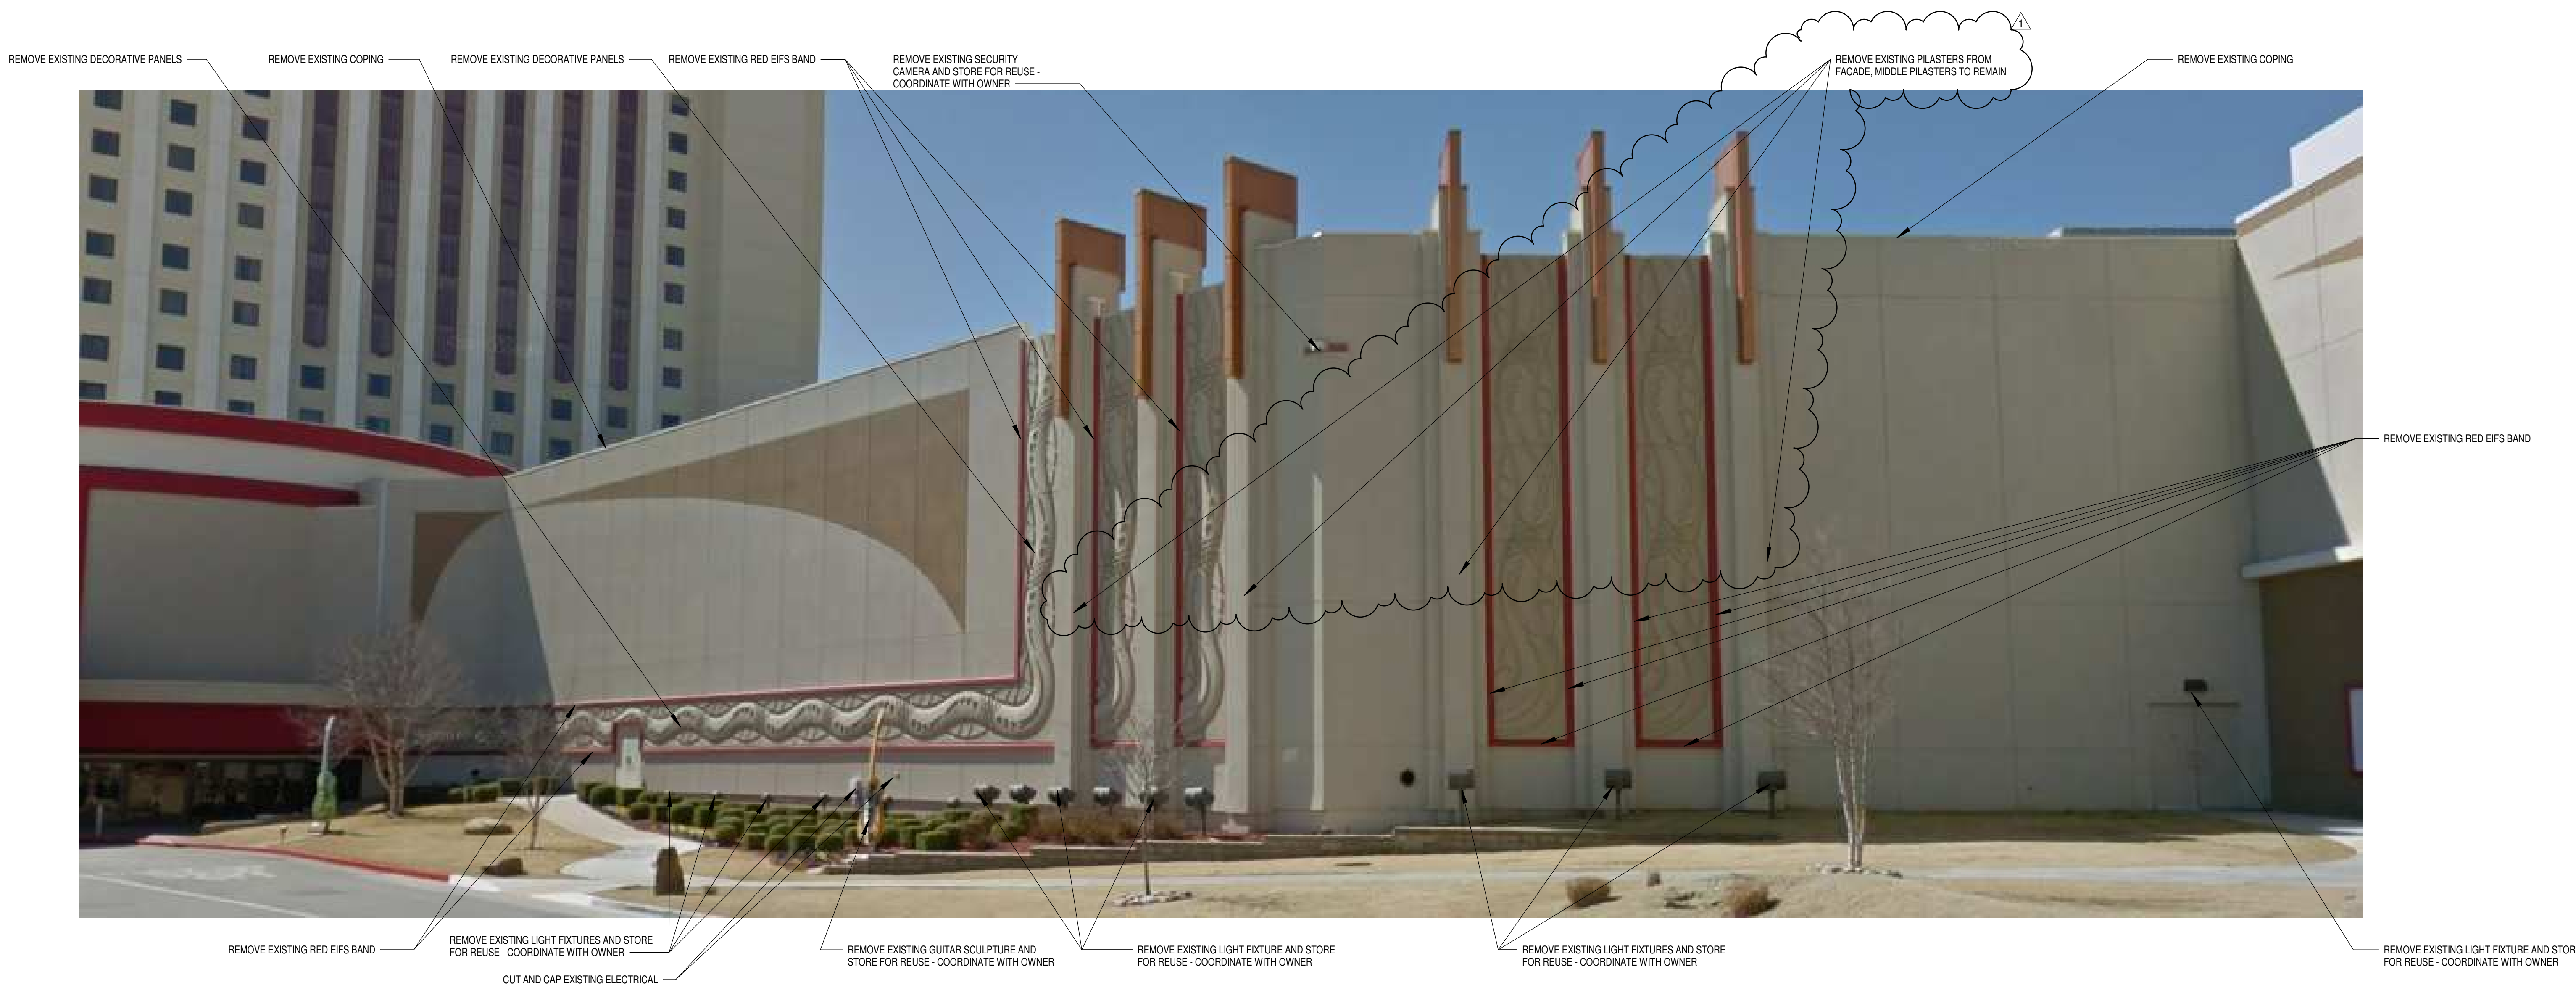 1
REMOVE EXISTING DECORATIVE PANELS
REMOVE EXISTING COPING
REMOVE EXISTING DECORATIVE PANELS
REMOVE EXISTING RED EIFS BAND
REMOVE EXISTING SECURITY
CAMERA AND STORE FOR REUSE -
COORDINATE WITH OWNER
REMOVE EXISTING PILASTERS FROM
FACADE, MIDDLE PILASTERS TO REMAIN
REMOVE EXISTING COPING
REMOVE EXISTING RED EIFS BAND
REMOVE EXISTING RED EIFS BAND
REMOVE EXISTING LIGHT FIXTURES AND STORE
FOR REUSE - COORDINATE WITH OWNER
CUT AND CAP EXISTING ELECTRICAL
REMOVE EXISTING GUITAR SCULPTURE AND
STORE FOR REUSE - COORDINATE WITH OWNER
REMOVE EXISTING LIGHT FIXTURE AND STORE
FOR REUSE - COORDINATE WITH OWNER
REMOVE EXISTING LIGHT FIXTURES AND STORE
FOR REUSE - COORDINATE WITH OWNER
REMOVE EXISTING LIGHT FIXTURE AND STOR
FOR REUSE - COORDINATE WITH OWNER